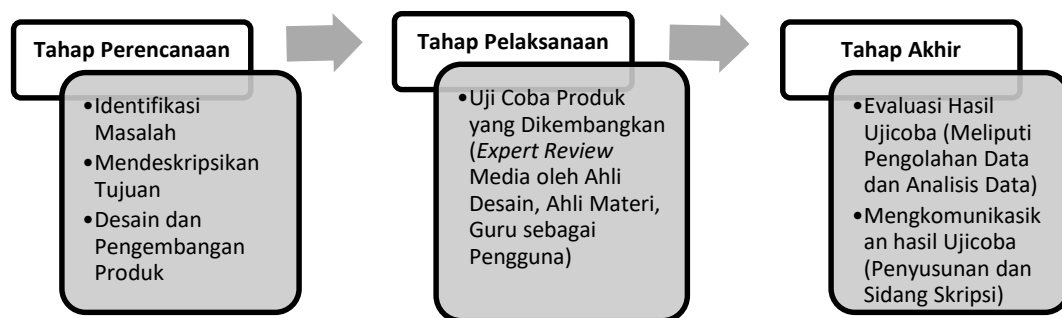 Tahap Perencanaan
•Identifikasi
Masalah
•Mendeskripsikan
Tujuan
•Desain dan
Pengembangan
Produk
Tahap Pelaksanaan
•Uji Coba Produk
yang Dikembangkan
(Expert Review
Media oleh Ahli
Desain, Ahli Materi,
Guru sebagai
Pengguna)
Tahap Akhir
•Evaluasi Hasil
Ujicoba (Meliputi
Pengolahan Data
dan Analisis Data)
•Mengkomunikasik
an hasil Ujicoba
(Penyusunan dan
Sidang Skripsi)